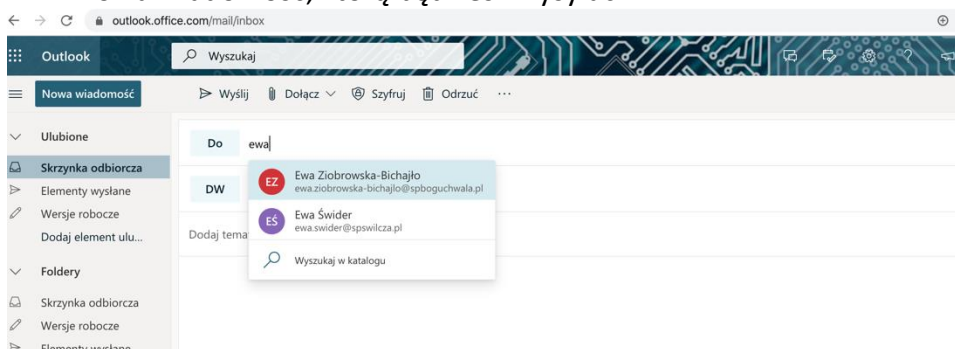 outlook.office.com/mail/inbox
Outlook
Wyszukaj
Nowa wiadomość
Wyślij
Dołącz
Szyfruj
Odrzuć
...
Ulubione
Skrzynka odbiorcza
Elementy wysłane
Wersje robocze
Dodaj element ulu...
Foldery
Skrzynka odbiorcza
Wersje robocze
Elementy wysłane
Do ewa
DW
Dodaj tema
EZ
Ewa Ziobrowska-Bichajło
ewa.ziobrowska-bichajlo@spboguchwala.pl
EŚ
Ewa Świder
ewa.swider@spswilcza.pl
Wyszukaj w katalogu